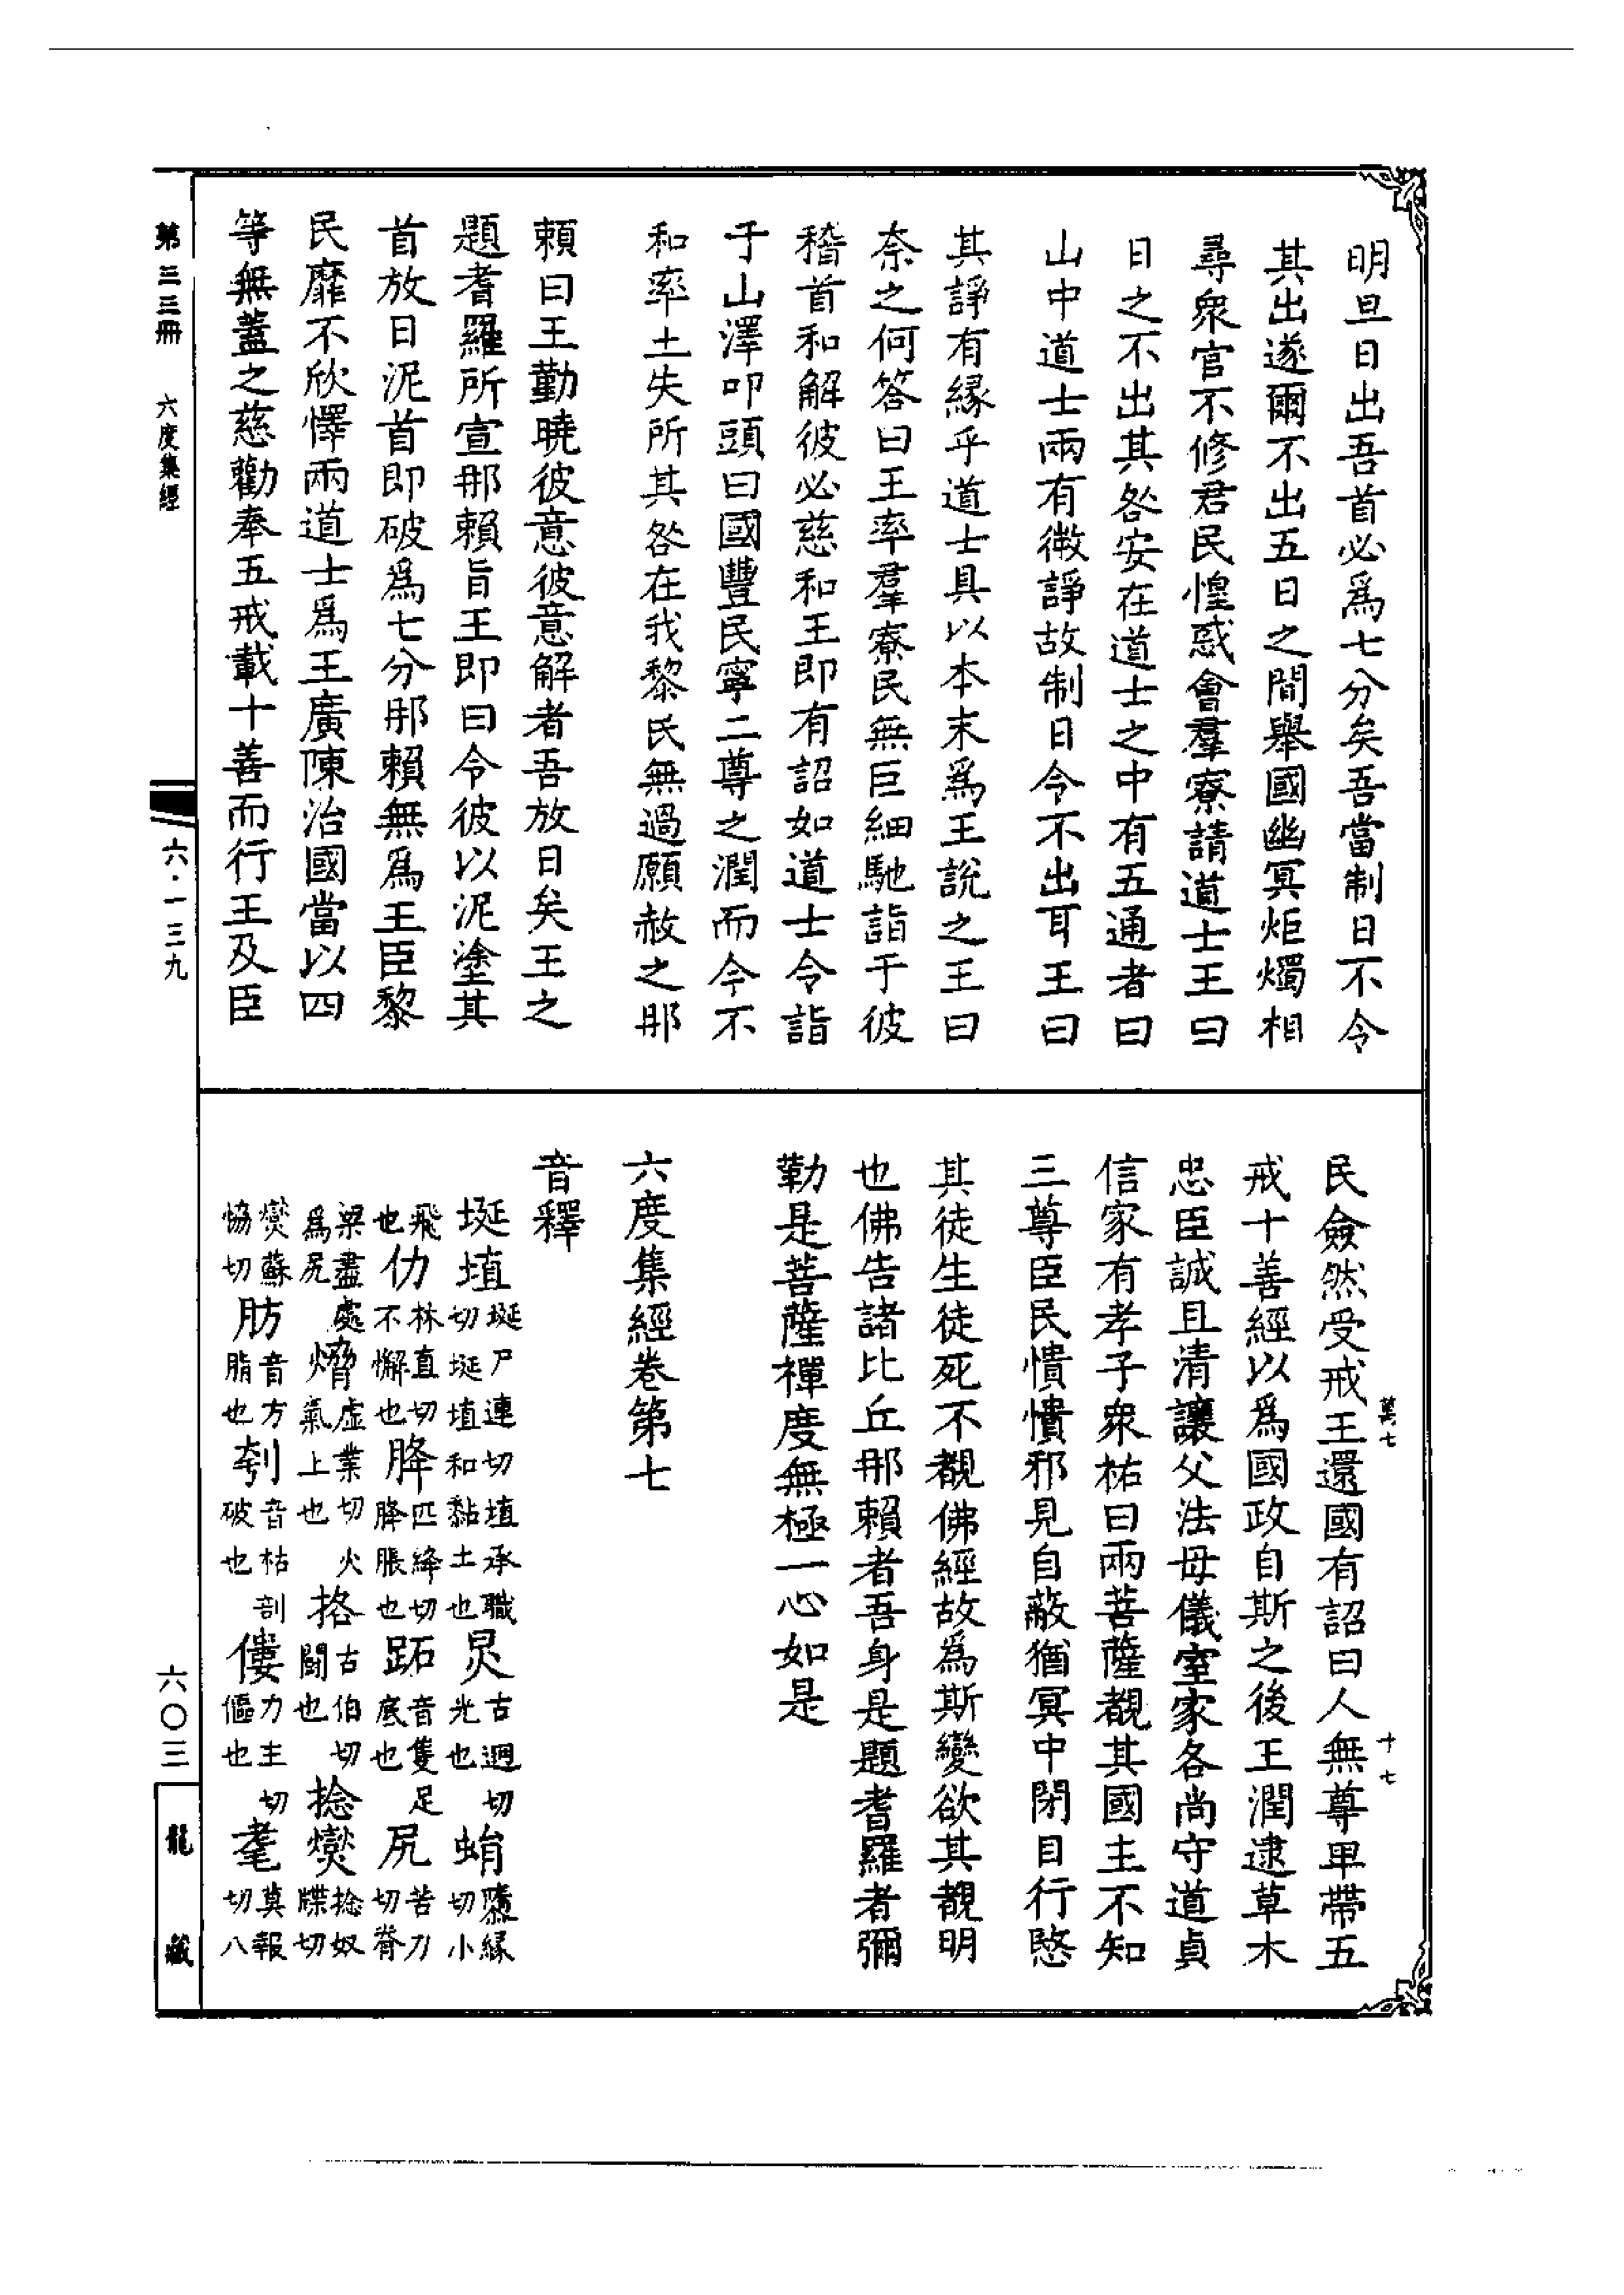 明旦日出吾首必爲七分矣吾當制日不令
其出遂爾不出五日之間舉國幽冥炬燭相
尋衆官不修君民惶惑會羣寮請道士王曰
日之不出其咎安在道士之中有五通者曰
山中道士兩有微諍故制日令不出耳王曰
其諍有緣乎道士具以本末爲王說之王曰
奈之何答曰王率羣寮民無巨細馳詣于彼
稽首和解彼必慈和王即有詔如道士令詣
于山澤叩頭曰國豐民寧二尊之潤而今不
和率土失所其咎在我黎民無過願赦之那
賴曰王勤曉彼意彼意解者吾放日矣王之
題耆羅所宣那賴旨王即曰令彼以泥塗其
首放日泥首即破爲七分那賴無爲王臣黎
民靡不欣懌兩道士爲王廣陳治國當以四
等無蓋之慈勸奉五戒載十善而行王及臣
民僉然受戒王還國有詔曰人無尊卑帶五
戒十善經以爲國政自斯之後王潤逮草木
忠臣誠且清讓父法母儀室家各尚守道貞
信家有孝子衆祐曰兩菩薩覩其國主不知
三尊臣民憒憒邪見自蔽猶冥中閉目行愍
其徒生徒死不覩佛經故爲斯變欲其覩明
也佛告諸比丘那賴者吾身是題耆羅者彌
勒是菩薩禪度無極一心如是
六度集經卷第七
音釋
埏埴埏尸連切埴承職切埏埴和黏土也炅古迥切光也蛸縈緣切小
飛也仂林直切不懈也胮匹絳切胮脹也跖音隻足底也尻苦刀切脊
梁盡處爲尻熁虛業切火氣上也挌古伯切鬪也捻爕捻奴牒切
爕蘇協切肪音方脂也刳音枯剖破也僂力主切傴也耄莫報切八
萬七
十七
第三三冊 六度集經
六·一三九
六〇三
龍藏